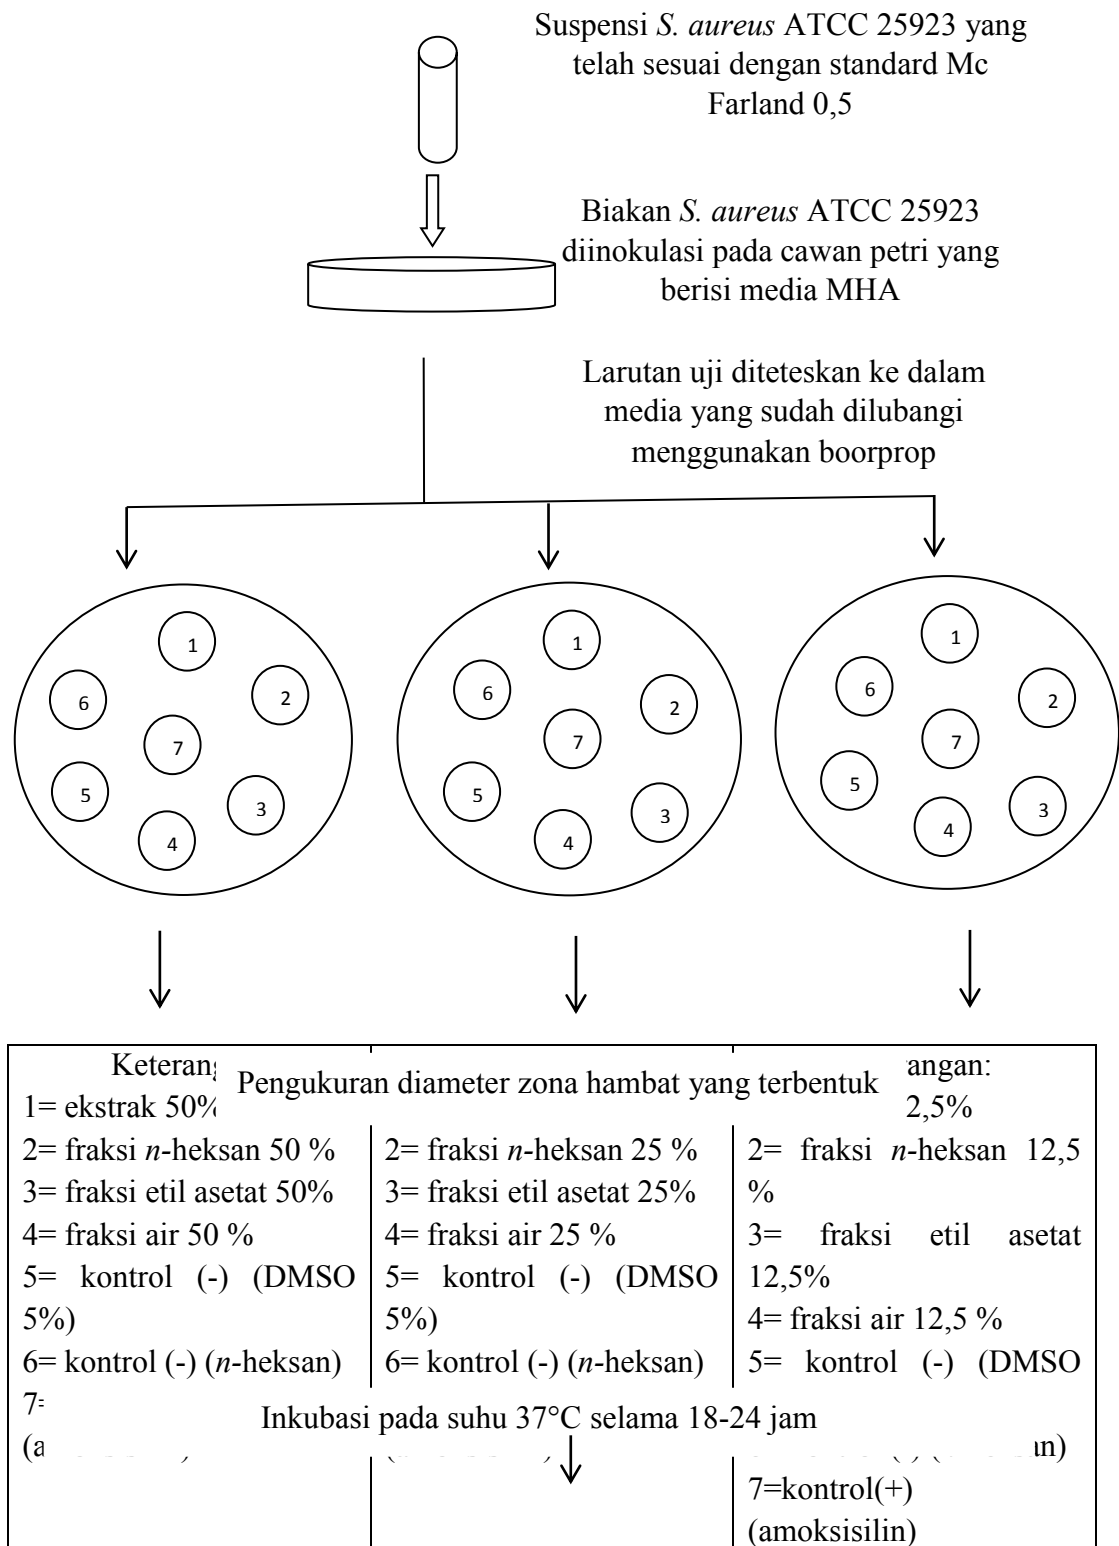 Suspensi S. aureus ATCC 25923 yang
telah sesuai dengan standard Mc
Farland 0,5
Biakan S. aureus ATCC 25923
diinokulasi pada cawan petri yang
berisi media MHA
Larutan uji diteteskan ke dalam
media yang sudah dilubangi
menggunakan boorprop
1
2
3
4
5
6
7
1
2
3
4
5
6
7
1
2
3
4
5
6
7
Pengukuran diameter zona hambat yang terbentuk
1= ekstrak 50%
2= fraksi n-heksan 50 %
3= fraksi etil asetat 50%
4= fraksi air 50 %
5= kontrol (-) (DMSO
5%)
6= kontrol (-) (n-heksan)
7=
2= fraksi n-heksan 25 %
3= fraksi etil asetat 25%
4= fraksi air 25 %
5= kontrol (-) (DMSO
5%)
6= kontrol (-) (n-heksan)
angan:
2,5%
2= fraksi n-heksan 12,5
%
3= fraksi etil asetat
12,5%
4= fraksi air 12,5 %
5= kontrol (-) (DMSO
7=kontrol(+)
(amoksisilin)
Inkubasi pada suhu 37°C selama 18-24 jam